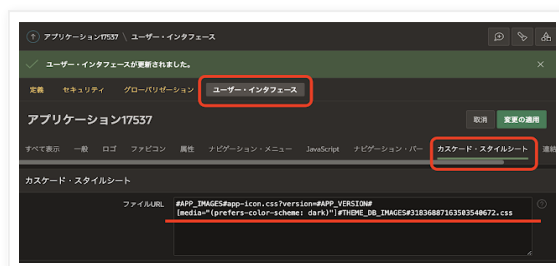 アプリケーション17537 \ ユーザー・インタフェース
ユーザー・インタフェースが更新されました。
定義 セキュリティ グローバリゼーション ユーザー・インタフェース
アプリケーション17537 取消 変更の適用
すべて表示 一般 ロゴ ファビコン 属性 ナビゲーション・メニュー JavaScript ナビゲーション・バー カスケード・スタイルシート 連結
カスケード・スタイルシート
ファイルURL #APP_IMAGES#app-icon.css?version=#APP_VERSION#
[media="(prefers-color-scheme: dark)"]#THEME_DB_IMAGES#31836887163503540672.css